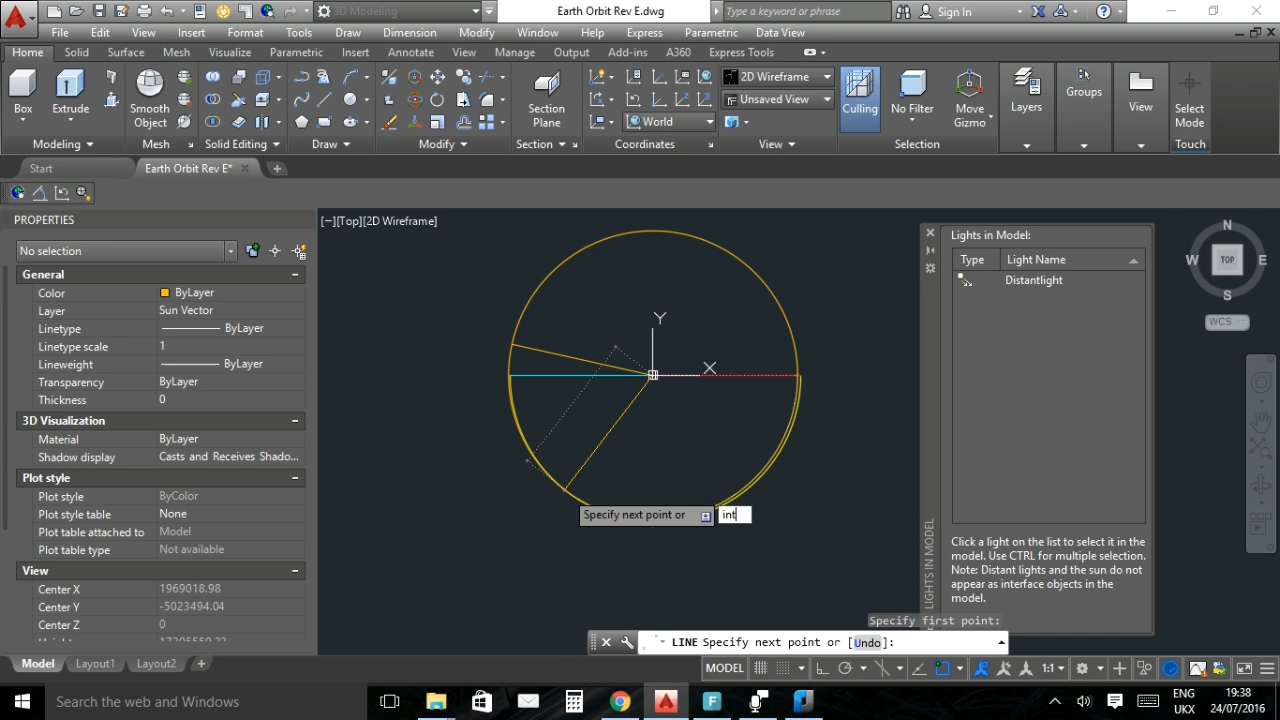 3D Modeling
Earth Orbit Rev E.dwg
Type a keyword or phrase
Sign In
File Edit View Insert Format Tools Draw Dimension Modify Window Help Express Parametric Data View
Home Solid Surface Mesh Visualize Parametric Insert Annotate View Manage Output Add-ins A360 Express Tools
Box Extrude Smooth Object Section Plane
2D Wireframe
Unsaved View
World
Culling No Filter Move Gizmo Layers Groups View Select Mode
Modeling Mesh Solid Editing Draw Modify Section Coordinates View Selection Touch
Start Earth Orbit Rev E*
PROPERTIES
No selection
General
Color ByLayer
Layer Sun Vector
Linetype ByLayer
Linetype scale 1
Lineweight ByLayer
Transparency ByLayer
Thickness 0
3D Visualization
Material ByLayer
Shadow display Casts and Receives Shado...
Plot style
Plot style ByColor
Plot style table None
Plot table attached to Model
Plot table type Not available
View
Center X 1969018.98
Center Y -5023494.04
Center Z 0
[−][Top][2D Wireframe]
Y
X
Specify next point or int
Lights in Model:
Type Light Name
Distantlight
Click a light on the list to select it in the
model. Use CTRL for multiple selection.
Note: Distant lights and the sun do not
appear as interface objects in the
model.
LIGHTS IN MODEL
N
W TOP E
S
WCS
Specify first point:
LINE Specify next point or [Undo]:
Model Layout1 Layout2
MODEL 1:1
Search the web and Windows
ENG
UKX
19:38
24/07/2016